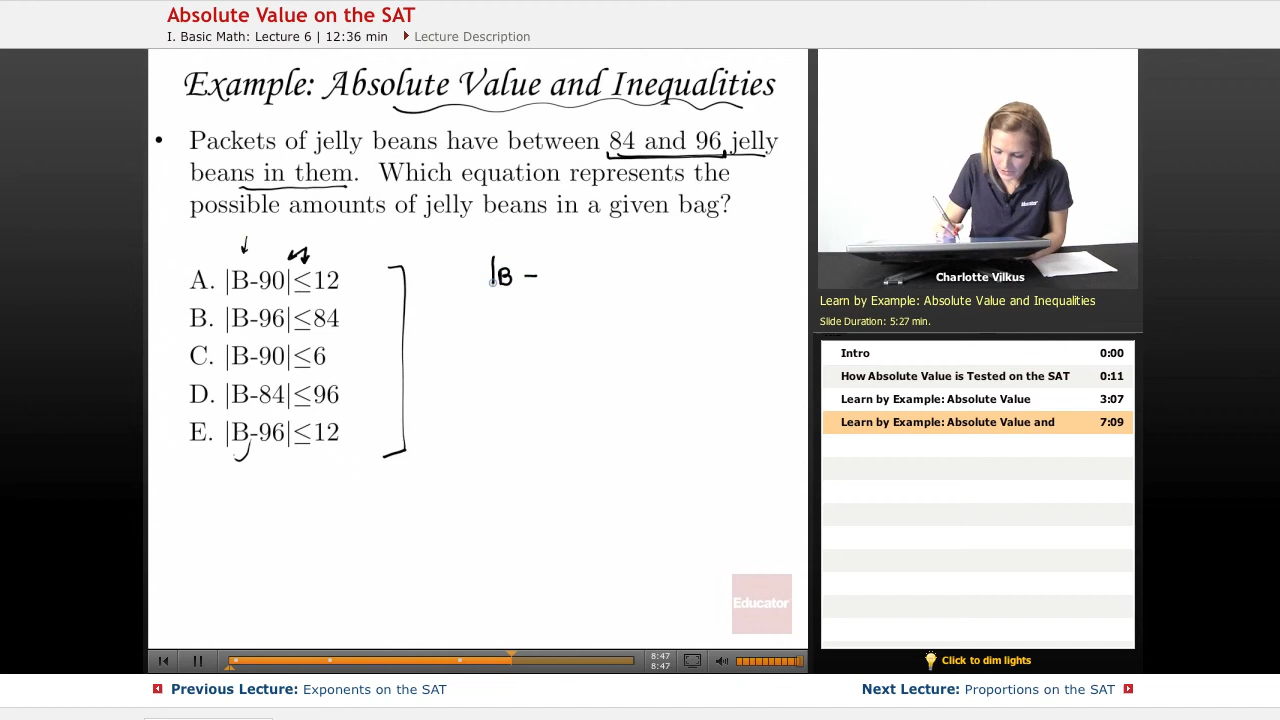 Absolute Value on the SAT
I. Basic Math: Lecture 6 | 12:36 min Lecture Description
Example: Absolute Value and Inequalities
• Packets of jelly beans have between 84 and 96 jelly
beans in them. Which equation represents the
possible amounts of jelly beans in a given bag?
A. |B-90|≤12
B. |B-96|≤84
C. |B-90|≤6
D. |B-84|≤96
E. |B-96|≤12
|B -
Educator
Educator
Charlotte Vilkus
Learn by Example: Absolute Value and Inequalities
Slide Duration: 5:27 min.
Intro 0:00
How Absolute Value is Tested on the SAT 0:11
Learn by Example: Absolute Value 3:07
Learn by Example: Absolute Value and 7:09
8:47
8:47
Click to dim lights
Previous Lecture: Exponents on the SAT
Next Lecture: Proportions on the SAT